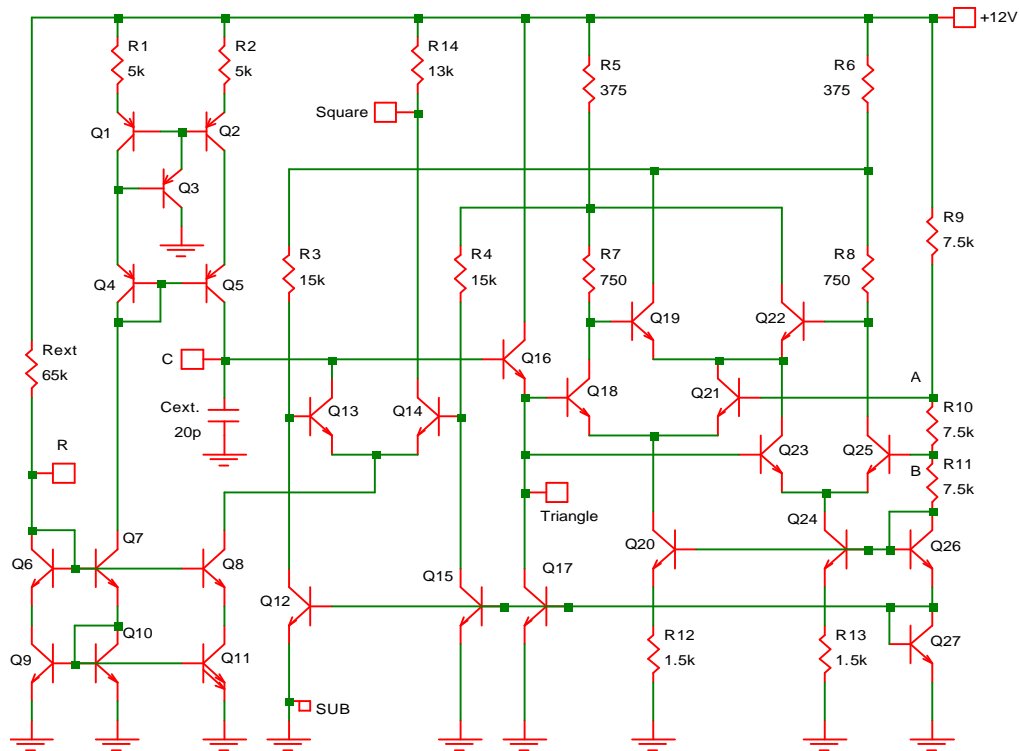 +12V
R1
5k
R2
5k
R14
13k
R5
375
R6
375
Square
Q1
Q2
Q3
R9
7.5k
R3
15k
R4
15k
R7
750
R8
750
Q4
Q5
Q19
Q22
Rext
65k
C
Q16
A
Cext.
20p
Q13
Q14
Q18
Q21
R10
7.5k
Q23
Q25
B
R11
7.5k
R
Triangle
Q24
Q7
Q6
Q8
Q20
Q26
Q15
Q17
Q12
Q10
Q9
Q11
R12
1.5k
R13
1.5k
Q27
SUB